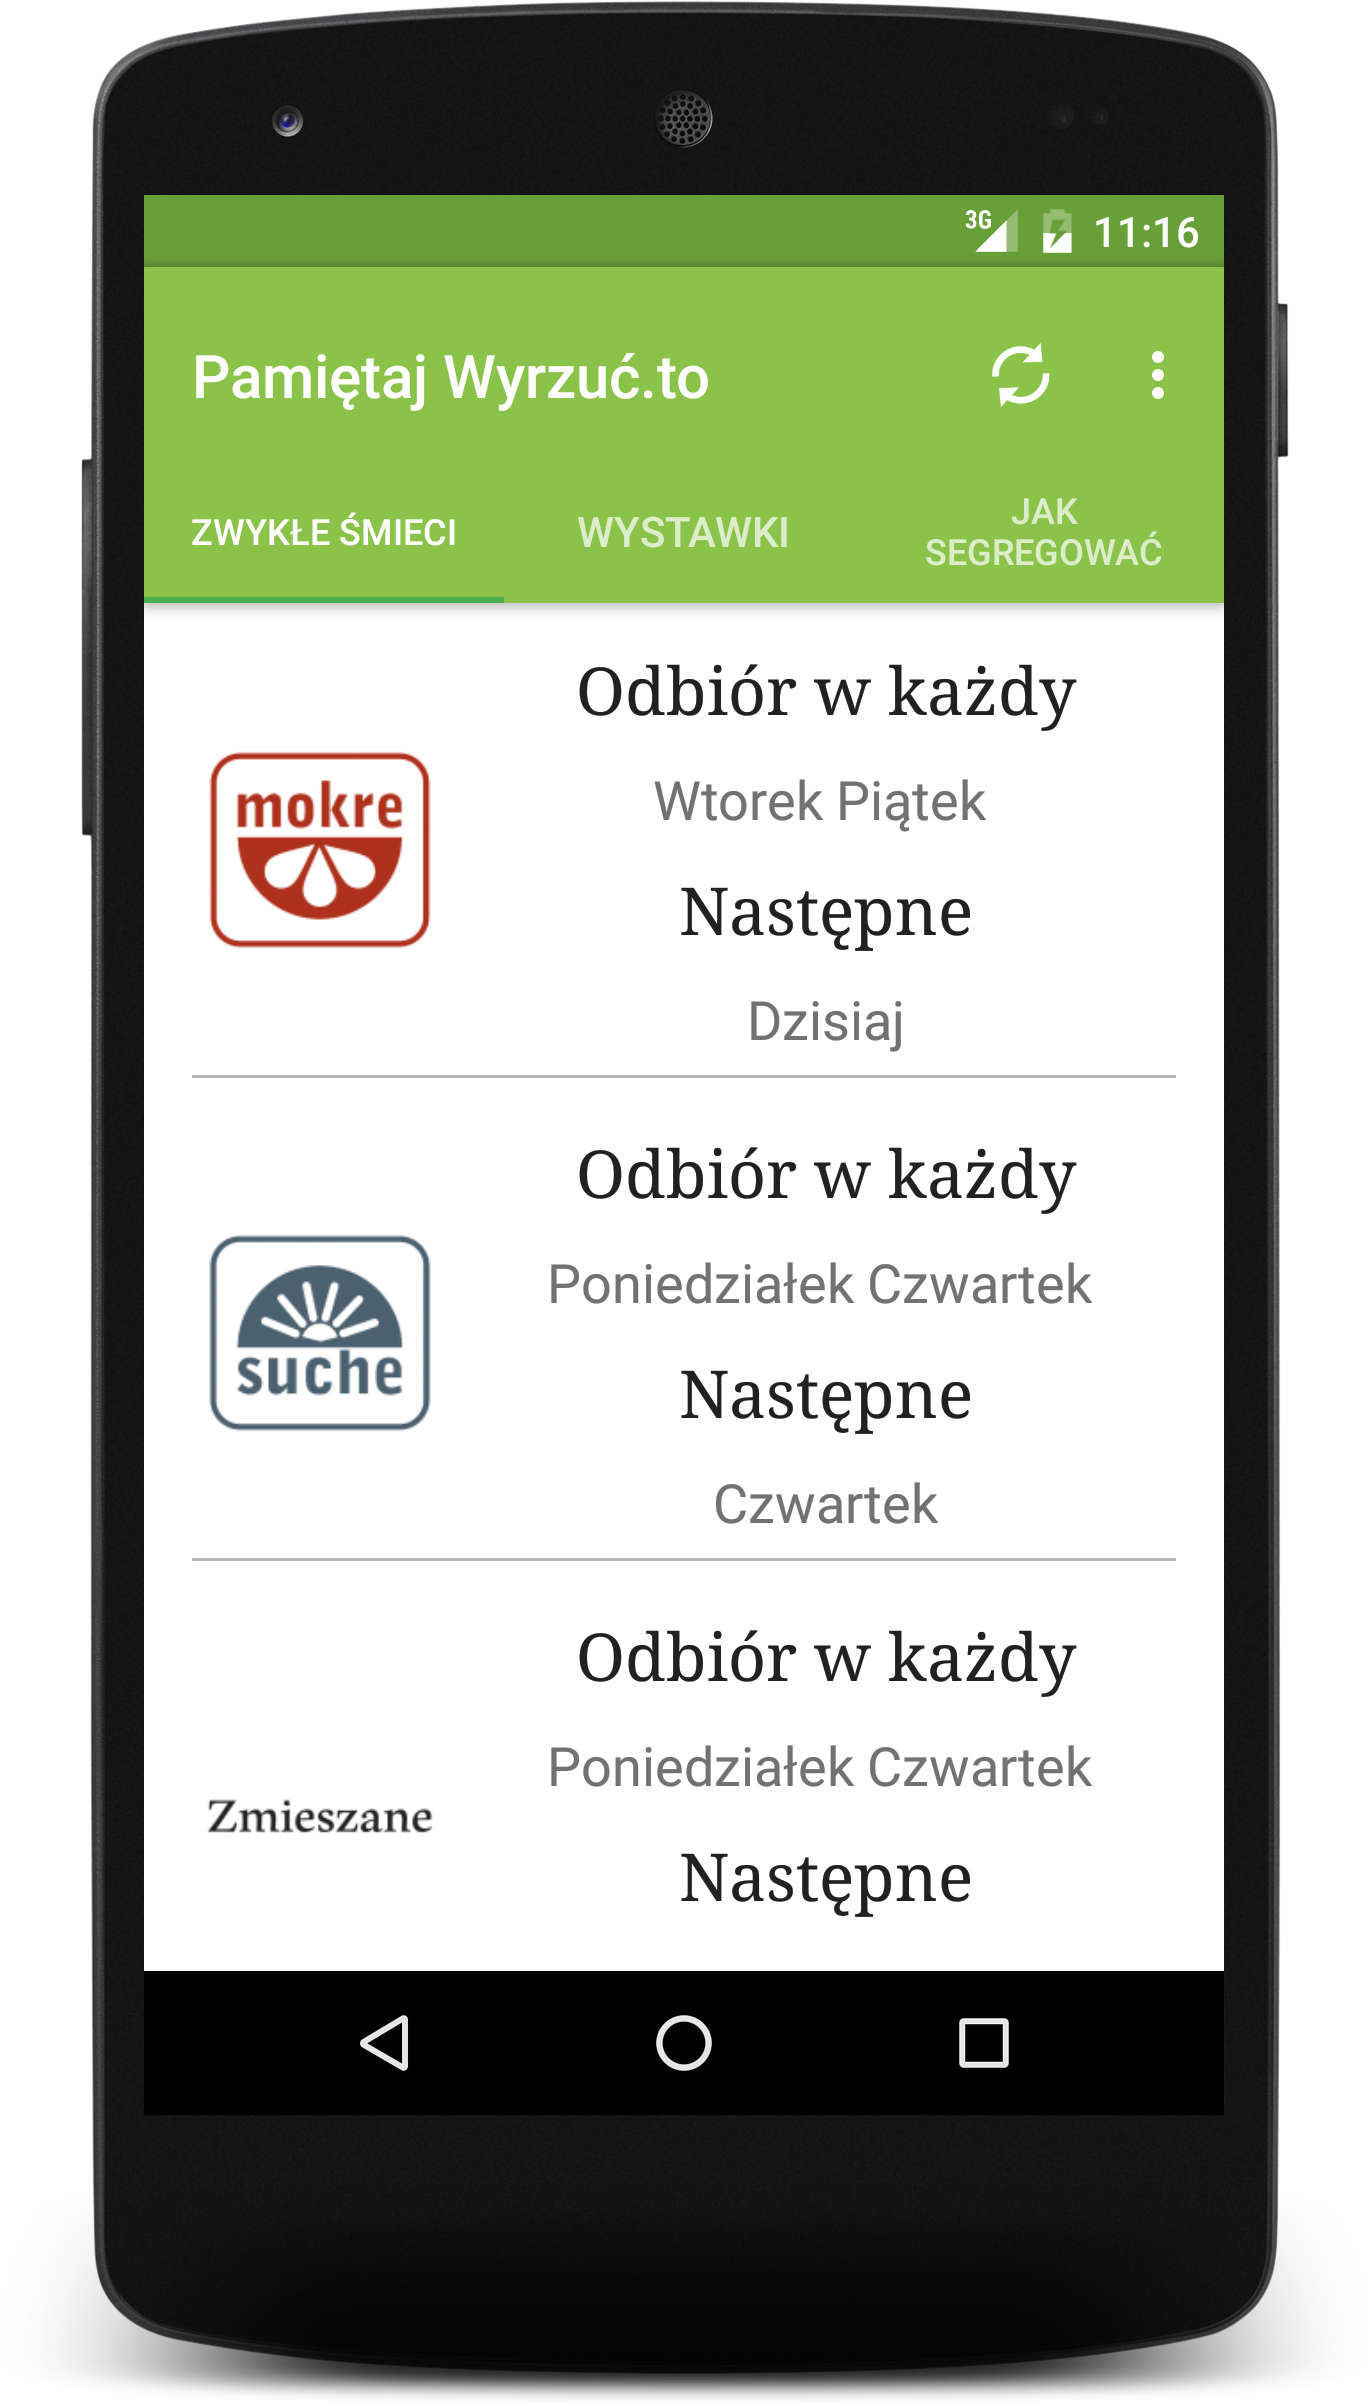 3G 11:16
Pamiętaj Wyrzuć.to
ZWYKŁE ŚMIECI
WYSTAWKI
JAK
SEGREGOWAĆ
mokre
Odbiór w każdy
Wtorek Piątek
Następne
Dzisiaj
suche
Odbiór w każdy
Poniedziałek Czwartek
Następne
Czwartek
Zmieszane
Odbiór w każdy
Poniedziałek Czwartek
Następne